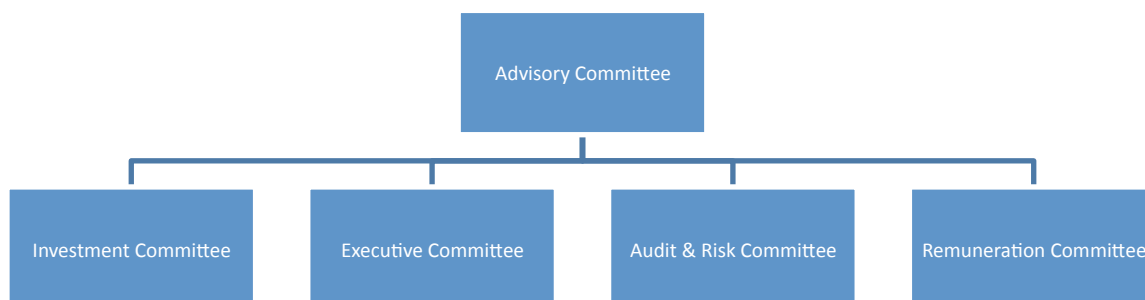 Advisory Committee
Investment Committee
Executive Committee
Audit & Risk Committee
Remuneration Committee